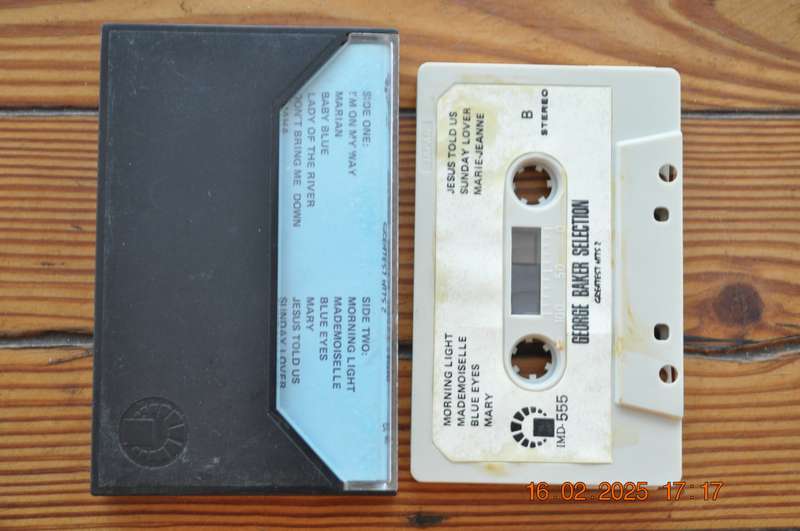 SIDE ONE:
I'M ON MY WAY
MARIAN
BABY BLUE
LADY OF THE RIVER
DON'T BRING ME DOWN
GREATEST HITS 2
SIDE TWO:
MORNING LIGHT
MADEMOISELLE
BLUE EYES
MARY
JESUS TOLD US
SUNDAY LOVER
B
STEREO
JESUS TOLD US
SUNDAY LOVER
MARIE-JEANNE
GEORGE BAKER SELECTION
GREATEST HITS 2
100 50 0
MORNING LIGHT
MADEMOISELLE
BLUE EYES
MARY
IMD-555
16.02.2025 17:17